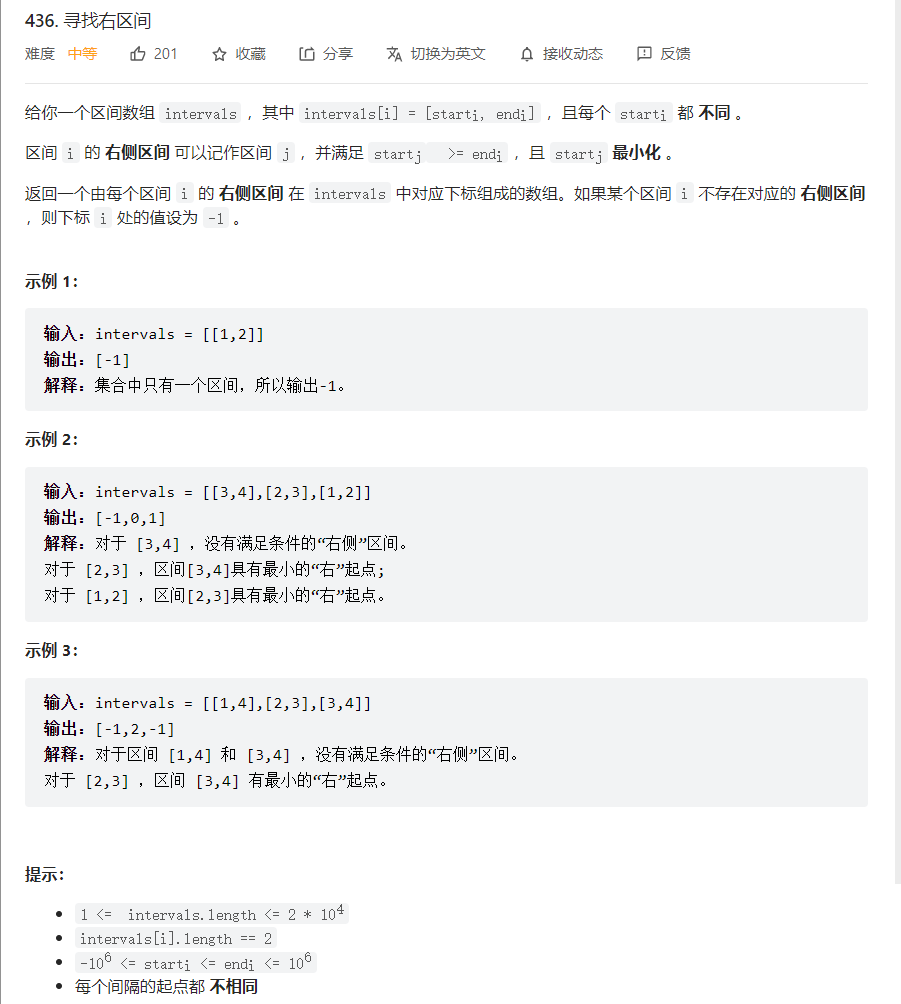 436. 寻找右区间
难度 中等 201 收藏 分享 切换为英文 接收动态 反馈
给你一个区间数组 intervals ，其中 intervals[i] = [starti, endi] ，且每个 starti 都 不同 。
区间 i 的 右侧区间 可以记作区间 j ，并满足 startj >= endi ，且 startj 最小化 。
返回一个由每个区间 i 的 右侧区间 在 intervals 中对应下标组成的数组。如果某个区间 i 不存在对应的 右侧区间
，则下标 i 处的值设为 -1 。
示例 1：
输入：intervals = [[1,2]]
输出：[-1]
解释：集合中只有一个区间，所以输出-1。
示例 2：
输入：intervals = [[3,4],[2,3],[1,2]]
输出：[-1,0,1]
解释：对于 [3,4] ，没有满足条件的“右侧”区间。
对于 [2,3] ，区间[3,4]具有最小的“右”起点;
对于 [1,2] ，区间[2,3]具有最小的“右”起点。
示例 3：
输入：intervals = [[1,4],[2,3],[3,4]]
输出：[-1,2,-1]
解释：对于区间 [1,4] 和 [3,4] ，没有满足条件的“右侧”区间。
对于 [2,3] ，区间 [3,4] 有最小的“右”起点。
提示：
• 1 <= intervals.length <= 2 * 10⁴
• intervals[i].length == 2
• -10⁶ <= starti <= endi <= 10⁶
• 每个间隔的起点都 不相同